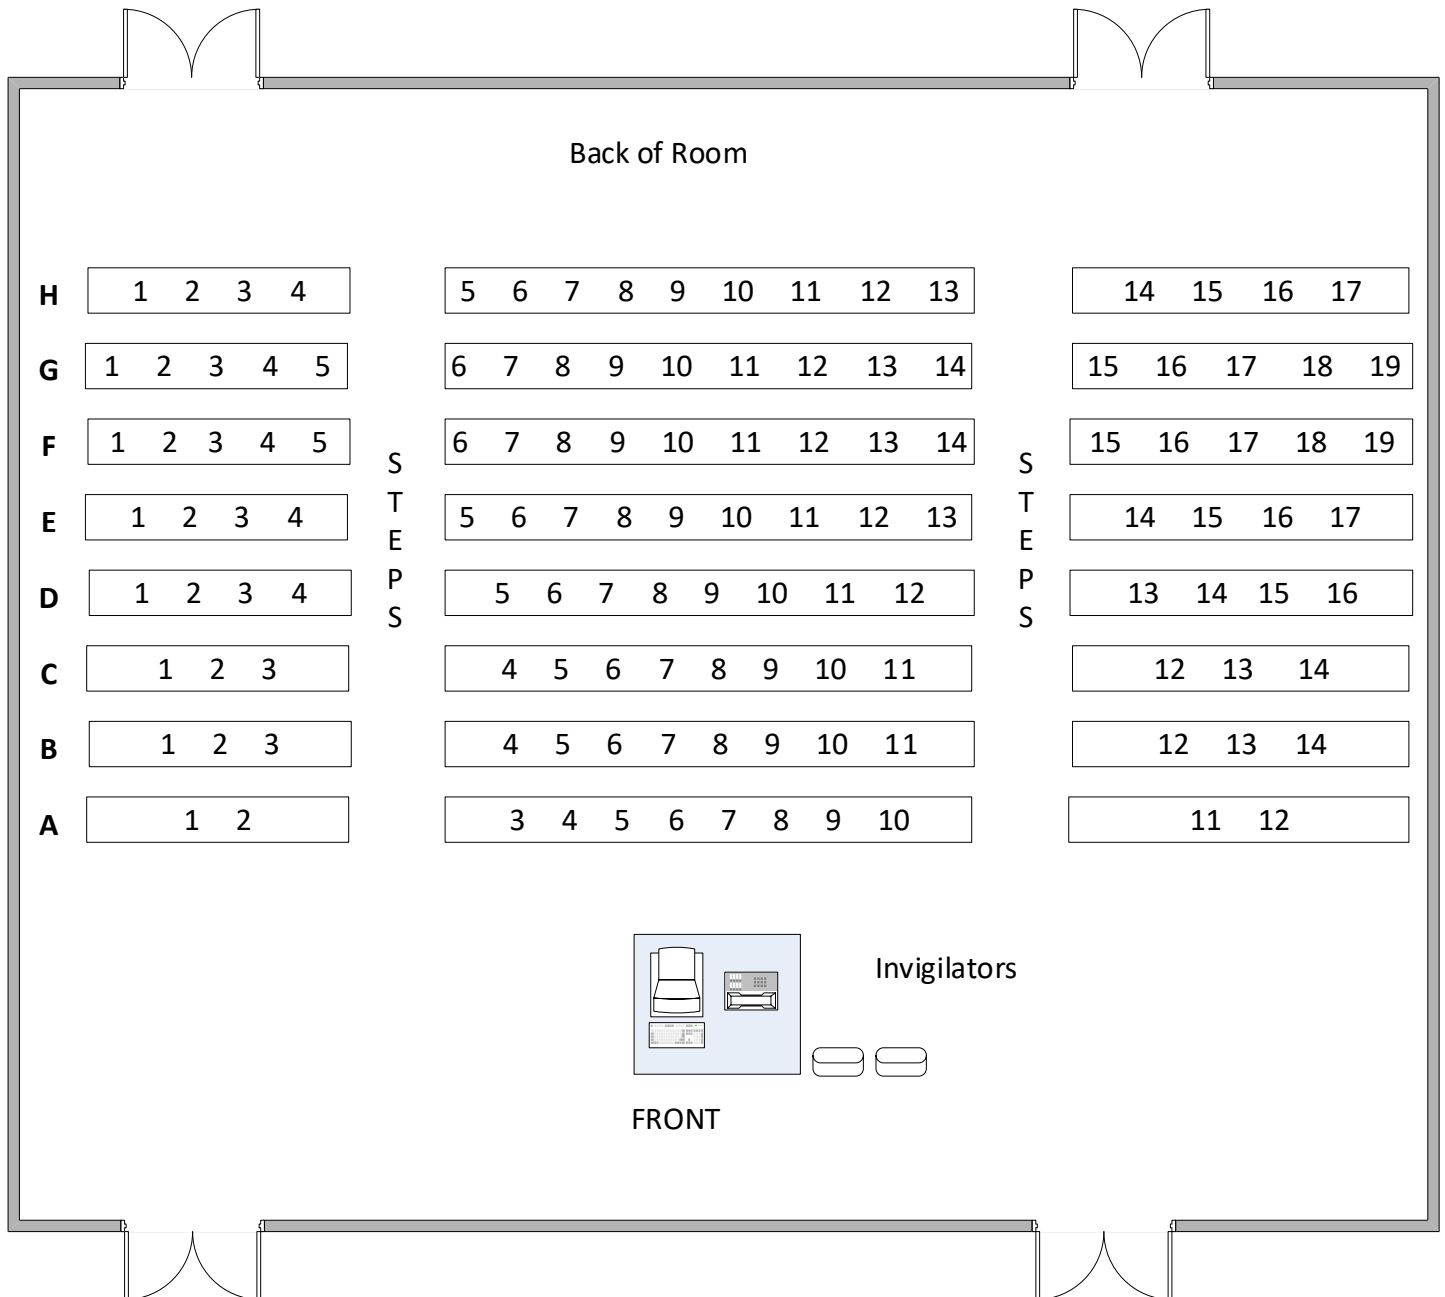 Back of Room
H 1 2 3 4 5 6 7 8 9 10 11 12 13 14 15 16 17
G 1 2 3 4 5 6 7 8 9 10 11 12 13 14 15 16 17 18 19
F 1 2 3 4 5 6 7 8 9 10 11 12 13 14 15 16 17 18 19
E 1 2 3 4 5 6 7 8 9 10 11 12 13 14 15 16 17
D 1 2 3 4 5 6 7 8 9 10 11 12 13 14 15 16
C 1 2 3 4 5 6 7 8 9 10 11 12 13 14
B 1 2 3 4 5 6 7 8 9 10 11 12 13 14
A 1 2 3 4 5 6 7 8 9 10 11 12
STEPS
STEPS
Invigilators
FRONT